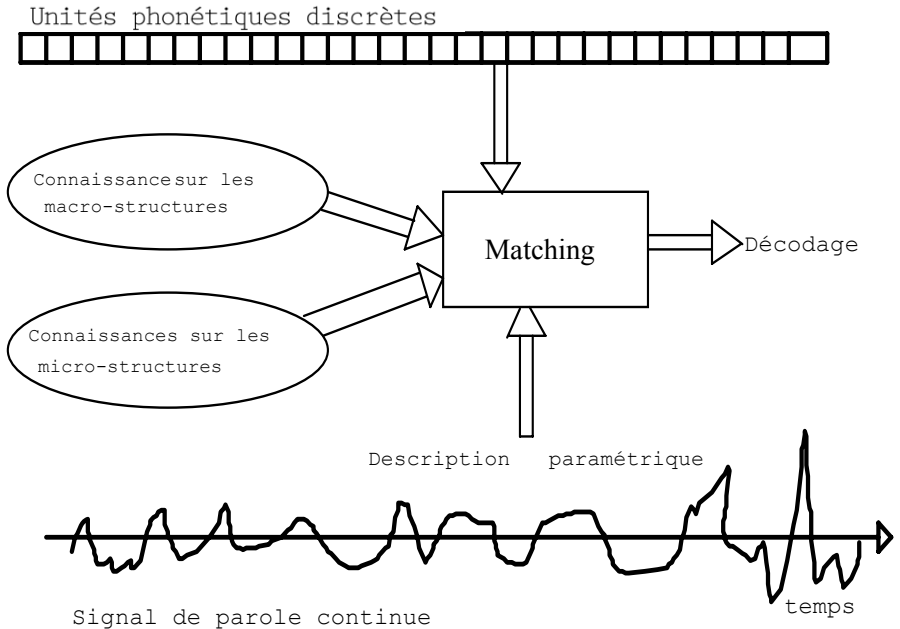 Unités phonétiques discrètes
Connaissance sur les
macro-structures
Matching
Décodage
Connaissances sur les
micro-structures
Description paramétrique
temps
Signal de parole continue